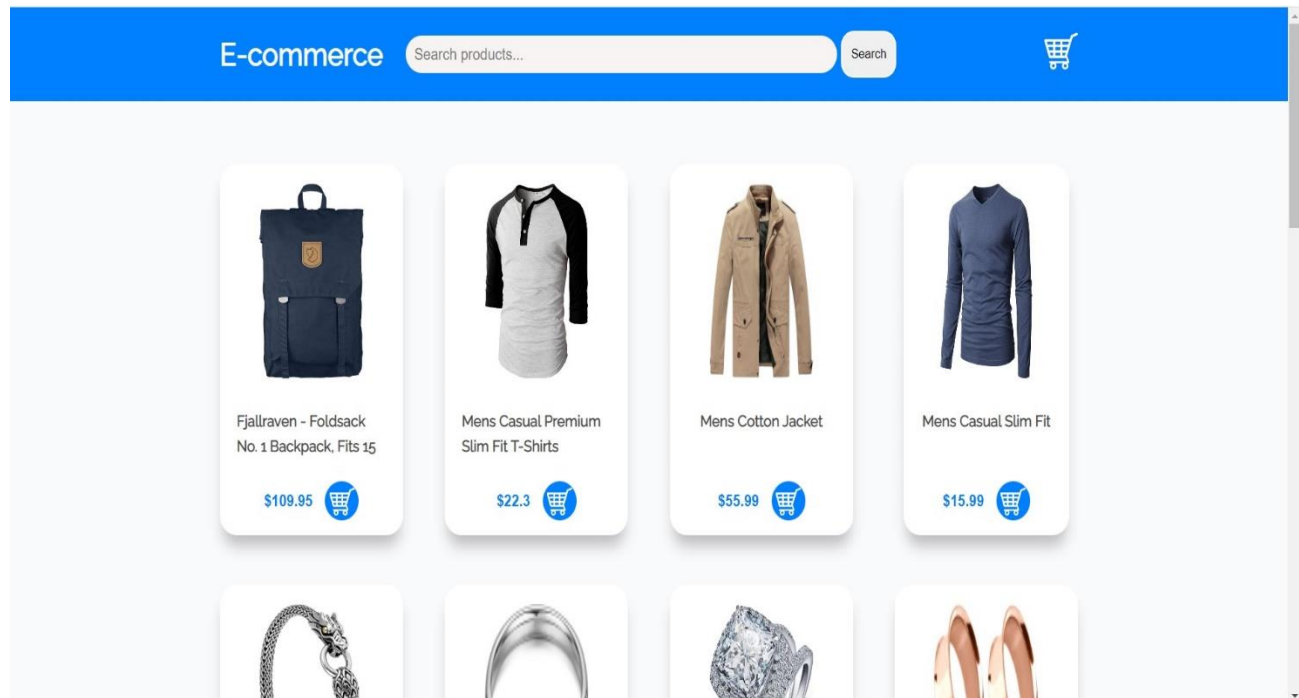 E-commerce
Search products...
Search
Fjallraven - Foldsack
No. 1 Backpack, Fits 15
$109.95
Mens Casual Premium
Slim Fit T-Shirts
$22.3
Mens Cotton Jacket
$55.99
Mens Casual Slim Fit
$15.99